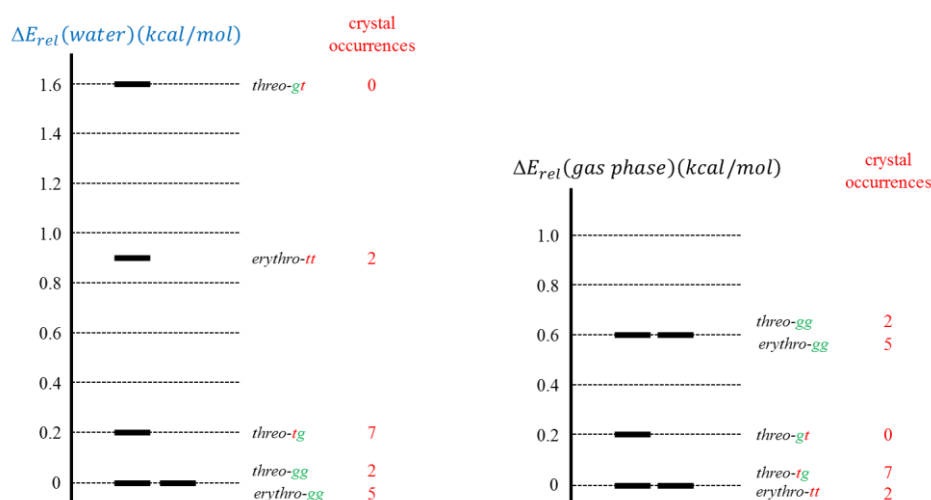 ΔE_rel(water)(kcal/mol)
crystal
occurrences
1.6
threo-gt 0
1.4
1.2
1.0
erythro-tt 2
0.8
0.6
0.4
0.2
threo-tg 7
threo-gg 2
0
erythro-gg 5
ΔE_rel(gas phase)(kcal/mol)
crystal
occurrences
1.0
0.8
threo-gg 2
0.6
erythro-gg 5
0.4
0.2
threo-gt 0
threo-tg 7
0
erythro-tt 2